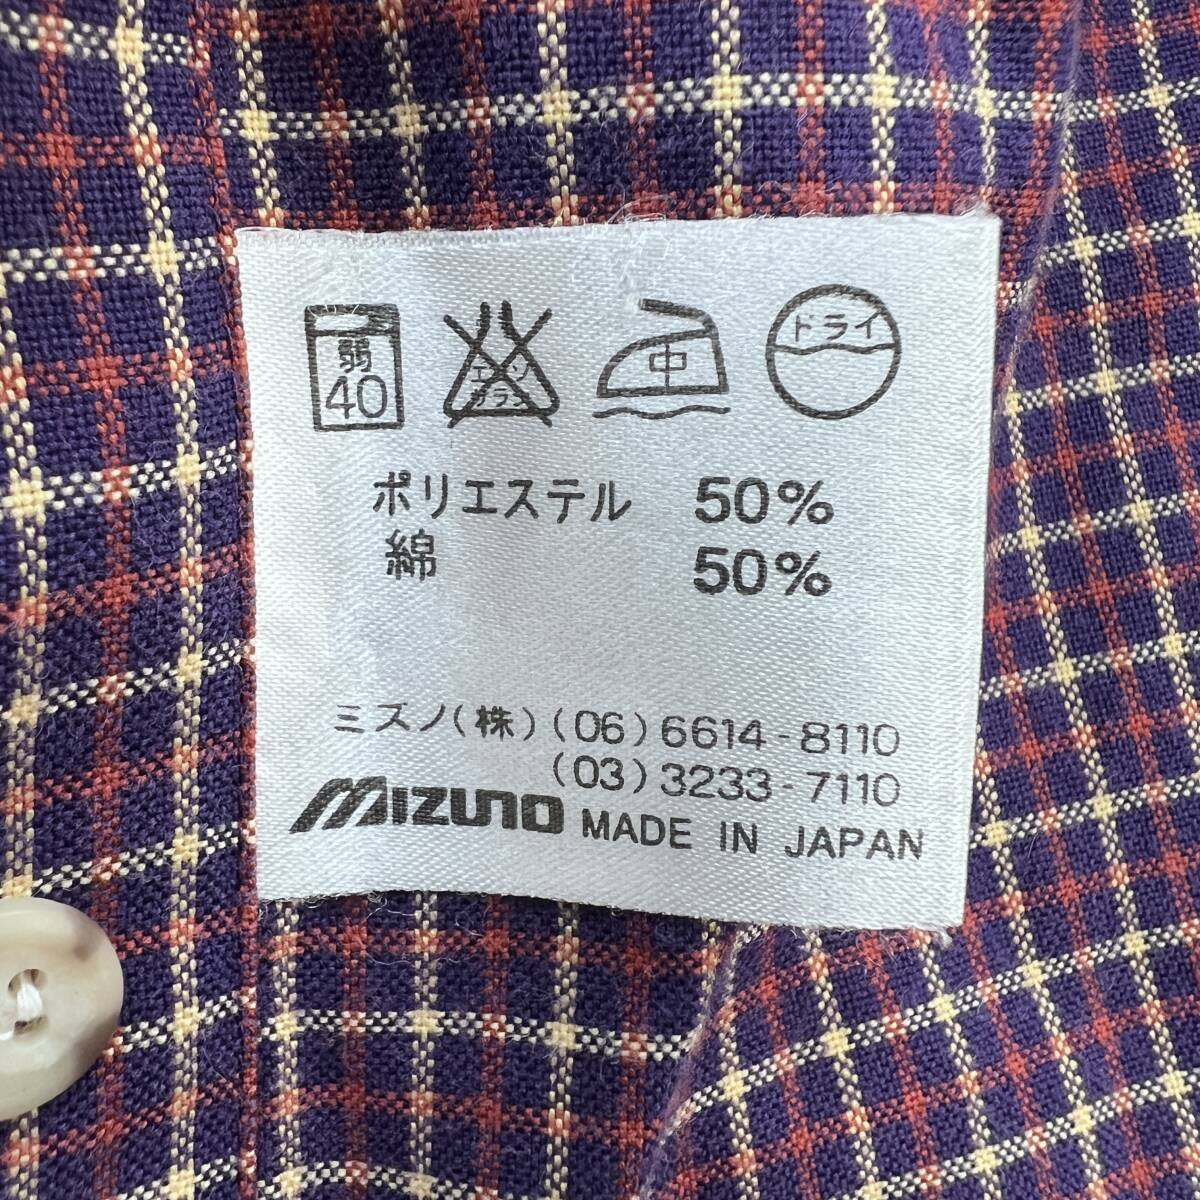 弱
40
エンソ
サラシ
中
ドライ
ポリエステル 50%
綿 50%
ミズノ(株)(06)6614-8110
(03)3233-7110
MIZUNO MADE IN JAPAN